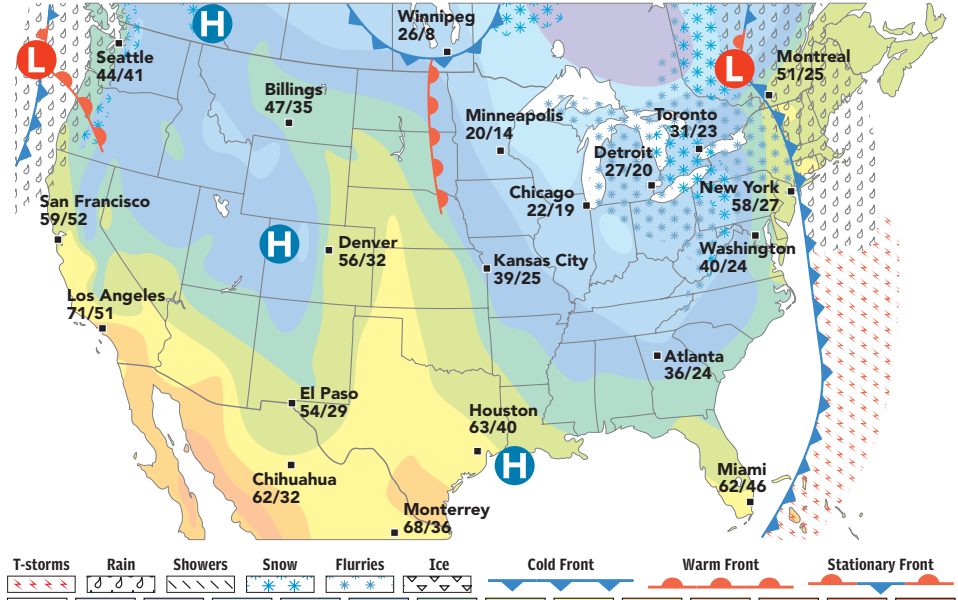 H
Winnipeg
26/8
L
Seattle
44/41
L
Montreal
51/25
Billings
47/35
Minneapolis
20/14
Toronto
31/23
Detroit
27/20
Chicago
22/19
New York
58/27
San Francisco
59/52
H
Denver
56/32
Kansas City
39/25
Washington
40/24
Los Angeles
71/51
Atlanta
36/24
El Paso
54/29
Houston
63/40
H
Chihuahua
62/32
Miami
62/46
Monterrey
68/36
T-storms Rain Showers Snow Flurries Ice Cold Front Warm Front Stationary Front